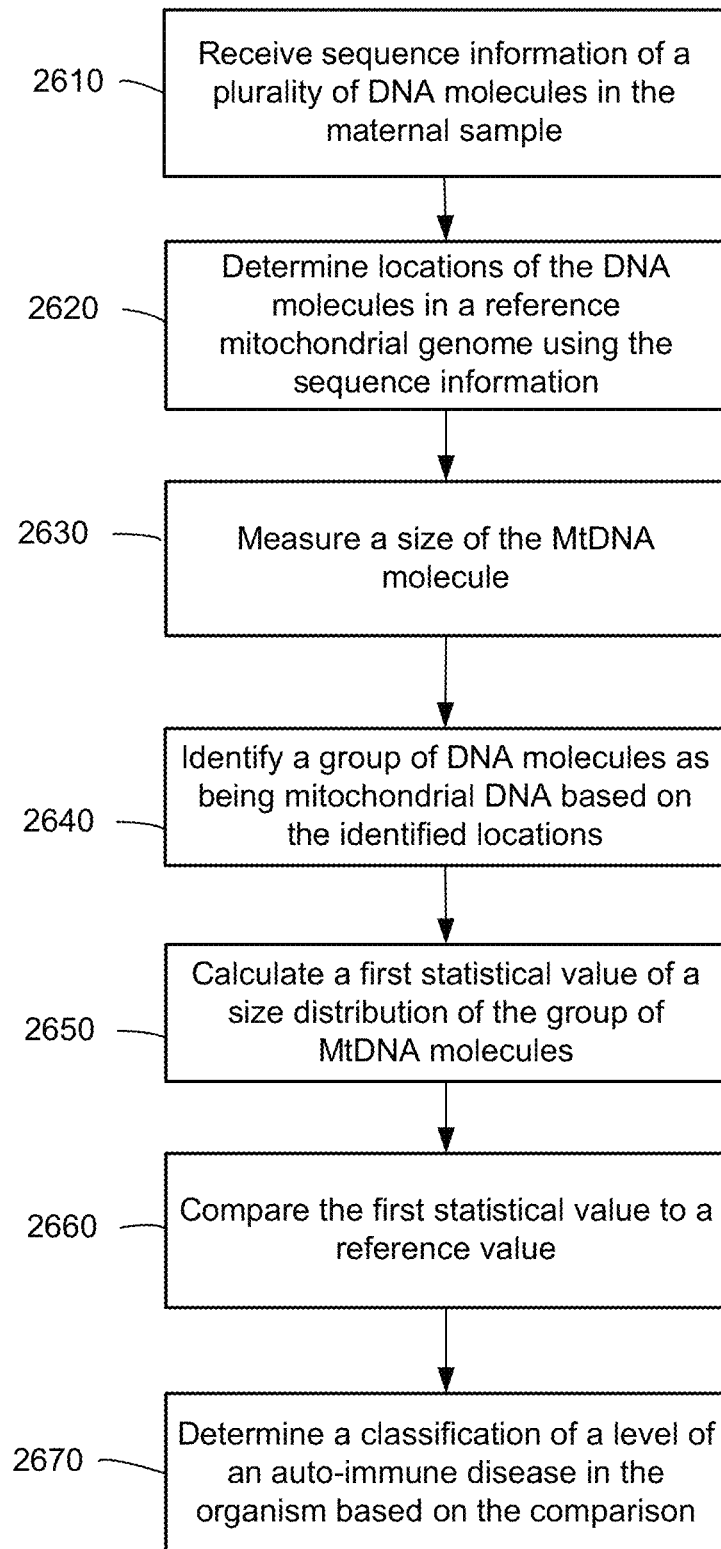 2610
Receive sequence information of a
plurality of DNA molecules in the
maternal sample
2620
Determine locations of the DNA
molecules in a reference
mitochondrial genome using the
sequence information
2630
Measure a size of the MtDNA
molecule
2640
Identify a group of DNA molecules as
being mitochondrial DNA based on
the identified locations
2650
Calculate a first statistical value of a
size distribution of the group of
MtDNA molecules
2660
Compare the first statistical value to a
reference value
2670
Determine a classification of a level of
an auto-immune disease in the
organism based on the comparison